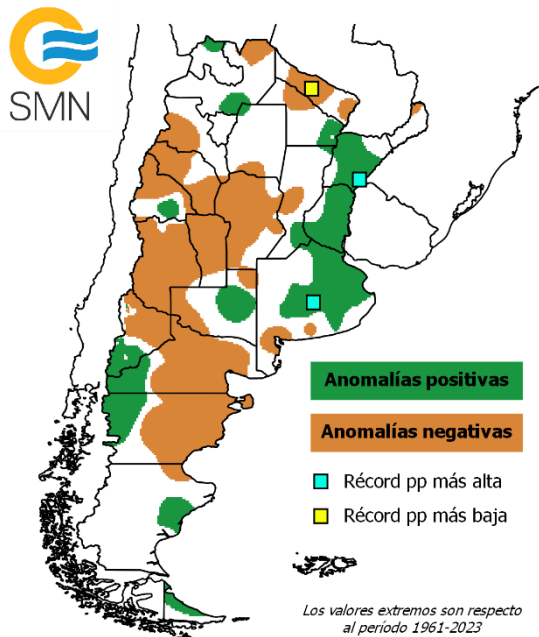 SMN
Anomalías positivas
Anomalías negativas
Récord pp más alta
Récord pp más baja
Los valores extremos son respecto
al período 1961-2023